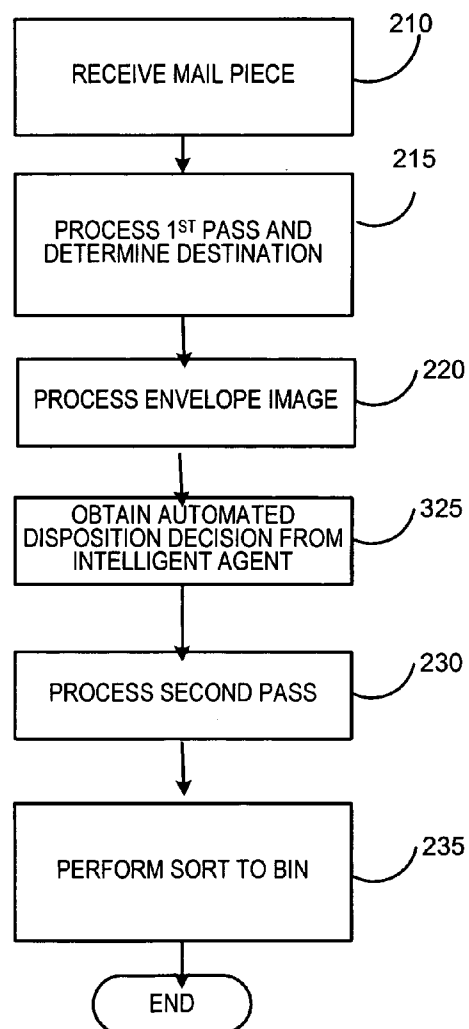 210
RECEIVE MAIL PIECE
215
PROCESS 1ST PASS AND
DETERMINE DESTINATION
220
PROCESS ENVELOPE IMAGE
325
OBTAIN AUTOMATED
DISPOSITION DECISION FROM
INTELLIGENT AGENT
230
PROCESS SECOND PASS
235
PERFORM SORT TO BIN
END